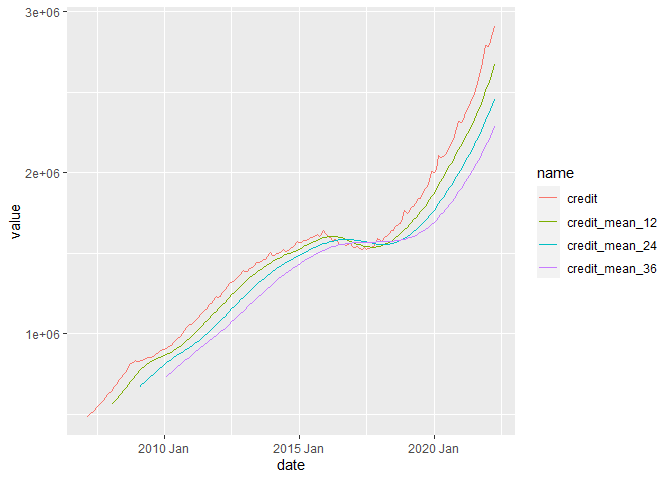 3e+06
2e+06
1e+06
value
2010 Jan
2015 Jan
2020 Jan
date
name
credit
credit_mean_12
credit_mean_24
credit_mean_36